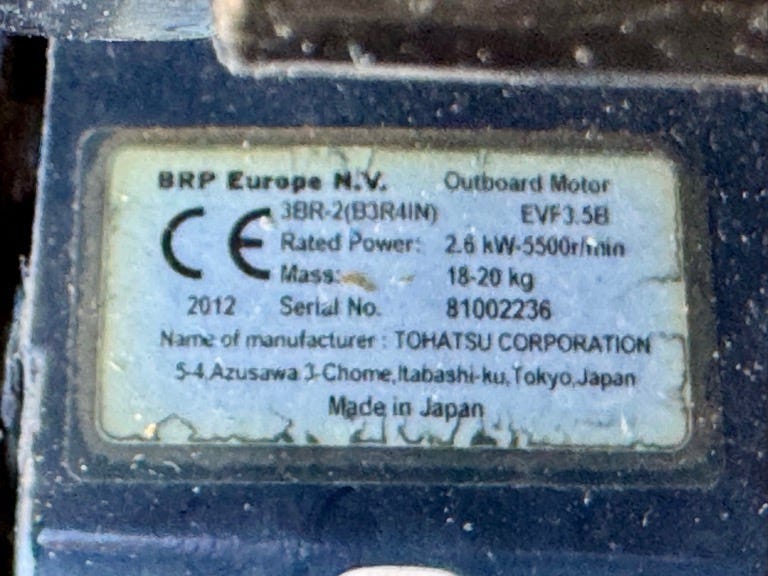 BRP Europe N.V. Outboard Motor
CE 3BR-2(B3R4IN) EVF3.5B
Rated Power: 2.6 kW-5500r/min
Mass: 18-20 kg
2012 Serial No. 81002236
Name of manufacturer : TOHATSU CORPORATION
5-4,Azusawa 3-Chome,Itabashi-ku,Tokyo,Japan
Made in Japan